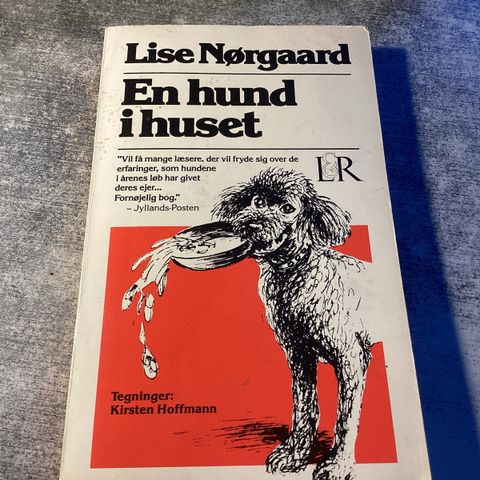 Lise Nørgaard
En hund
i huset
"Vil få mange læsere, der vil fryde sig over de
erfaringer, som hundene
i årenes løb har givet
deres ejer...
Fornøjelig bog."
– Jyllands-Posten
L&R
Tegninger:
Kirsten Hoffmann